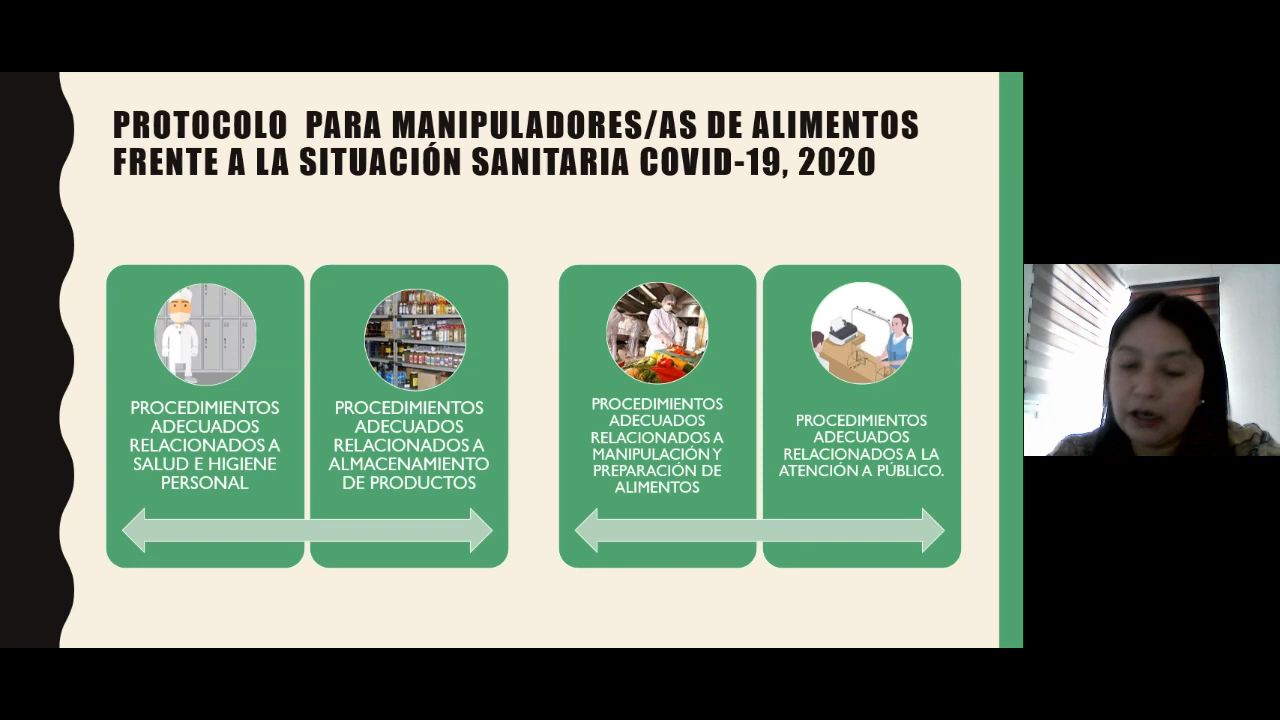 PROTOCOLO PARA MANIPULADORES/AS DE ALIMENTOS
FRENTE A LA SITUACIÓN SANITARIA COVID-19, 2020
PROCEDIMIENTOS
ADECUADOS
RELACIONADOS A
SALUD E HIGIENE
PERSONAL
PROCEDIMIENTOS
ADECUADOS
RELACIONADOS A
ALMACENAMIENTO
DE PRODUCTOS
PROCEDIMIENTOS
ADECUADOS
RELACIONADOS A
MANIPULACIÓN Y
PREPARACIÓN DE
ALIMENTOS
PROCEDIMIENTOS
ADECUADOS
RELACIONADOS A LA
ATENCIÓN A PÚBLICO.